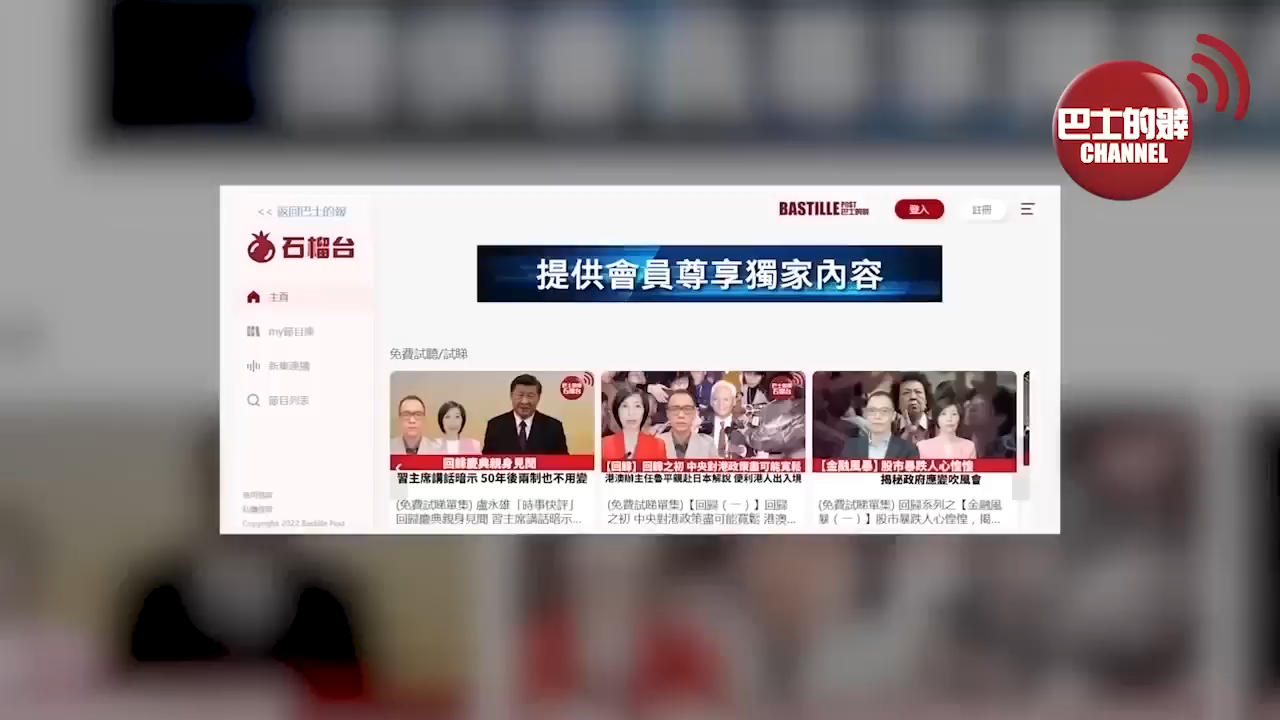 巴士的報
CHANNEL
<< 返回巴士的報
BASTILLE POST
巴士的報
登入
註冊
石榴台
提供會員尊享獨家內容
主頁
my節目庫
新集連播
節目列表
免費試聽/試睇
回歸慶典親身見聞
習主席講話暗示 50年後兩制也不用變
(免費試睇單集) 盧永雄「時事快評」
回歸慶典親身見聞 習主席講話暗示...
【回歸】回歸之初 中央對港政策盡可能寬鬆
港澳辦主任魯平親赴日本解說 便利港人出入境
(免費試睇單集)【回歸（一）】回歸
之初 中央對港政策盡可能寬鬆 港澳...
【金融風暴】股市暴跌人心惶惶
揭秘政府應變吹風會
(免費試睇單集) 回歸系列之【金融風
暴（一）】股市暴跌人心惶惶，揭...
Copyright 2022 Bastille Post